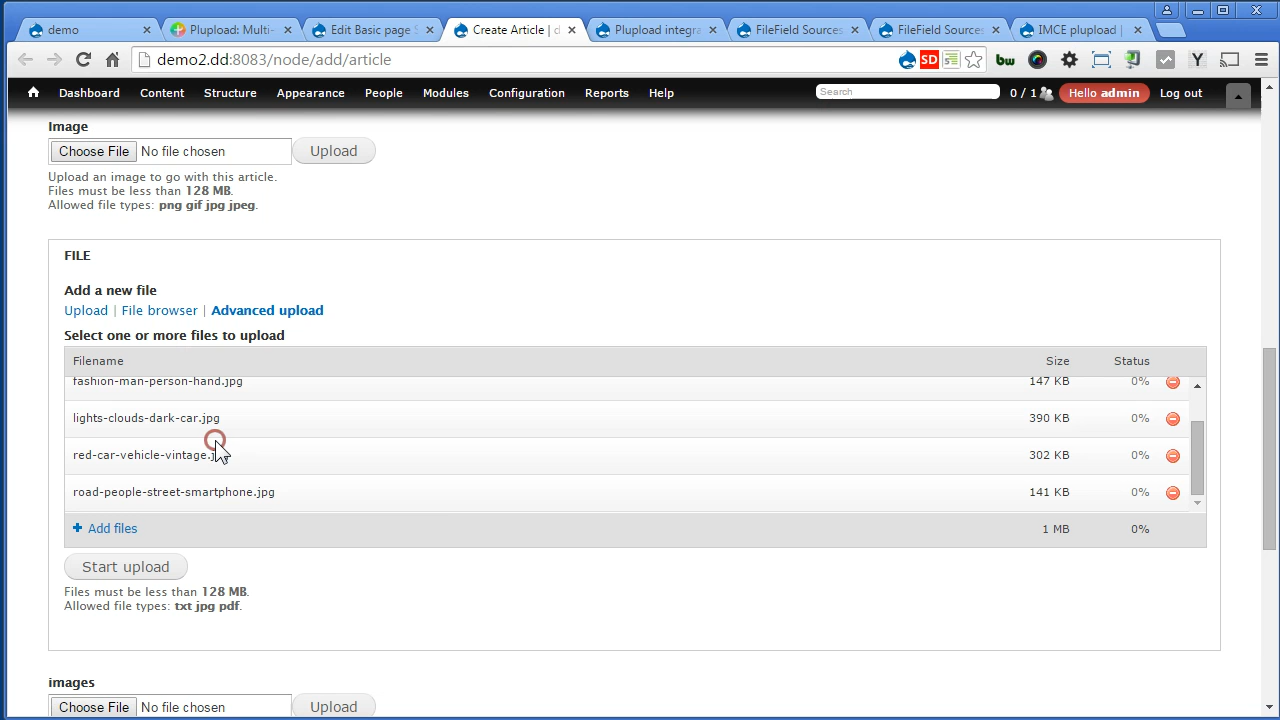 demo
Plupload: Multi-
Edit Basic page S
Create Article | d
Plupload integra
FileField Sources
FileField Sources
IMCE plupload |
demo2.dd:8083/node/add/article
SD
bw
Y
Dashboard Content Structure Appearance People Modules Configuration Reports Help
Search
0 / 1
Hello admin
Log out
Image
Choose File No file chosen
Upload
Upload an image to go with this article.
Files must be less than 128 MB.
Allowed file types: png gif jpg jpeg.
FILE
Add a new file
Upload | File browser | Advanced upload
Select one or more files to upload
Filename Size Status
fashion-man-person-hand.jpg 147 KB 0%
lights-clouds-dark-car.jpg 390 KB 0%
red-car-vehicle-vintage.jpg 302 KB 0%
road-people-street-smartphone.jpg 141 KB 0%
Add files 1 MB 0%
Start upload
Files must be less than 128 MB.
Allowed file types: txt jpg pdf.
images
Choose File No file chosen
Upload